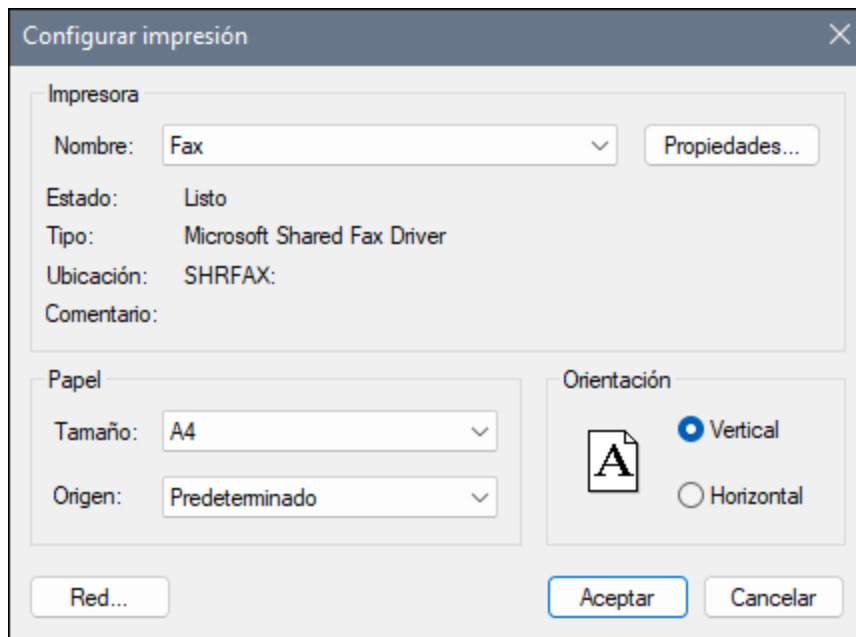 Configurar impresión
Impresora
Nombre: Fax Propiedades...
Estado: Listo
Tipo: Microsoft Shared Fax Driver
Ubicación: SHRFAX:
Comentario:
Papel
Tamaño: A4
Origen: Predeterminado
Orientación
A
Vertical
Horizontal
Red... Aceptar Cancelar